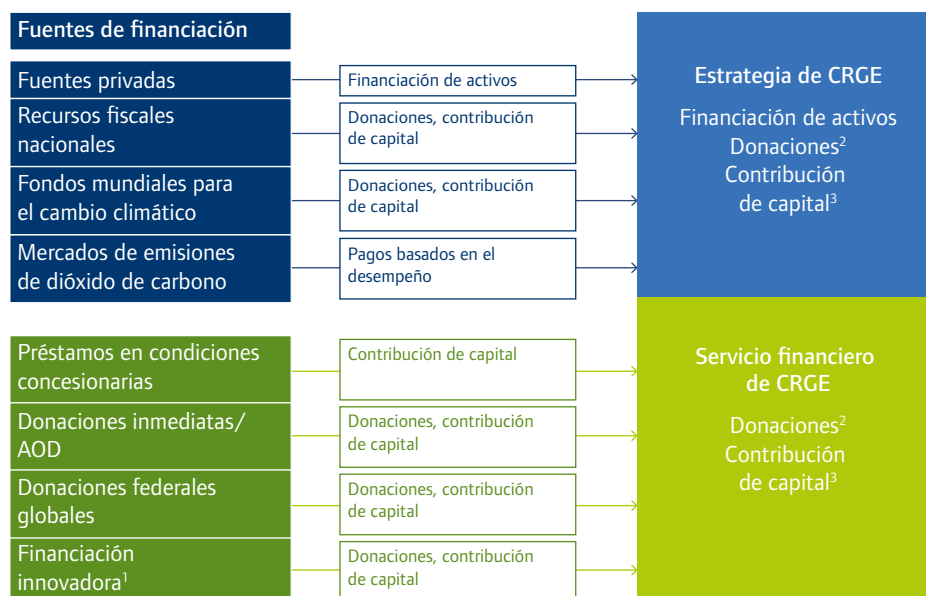 Fuentes de financiación
Fuentes privadas
Financiación de activos
Recursos fiscales
nacionales
Donaciones, contribución
de capital
Fondos mundiales para
el cambio climático
Donaciones, contribución
de capital
Mercados de emisiones
de dióxido de carbono
Pagos basados en el
desempeño
Estrategia de CRGE
Financiación de activos
Donaciones²
Contribución
de capital³
Préstamos en condiciones
concesionarias
Contribución de capital
Donaciones inmediatas/
AOD
Donaciones, contribución
de capital
Donaciones federales
globales
Donaciones, contribución
de capital
Financiación
innovadora¹
Donaciones, contribución
de capital
Servicio financiero
de CRGE
Donaciones²
Contribución
de capital³